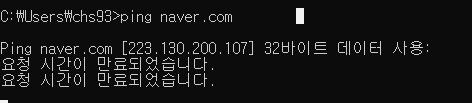 C:\Users\chs93>ping naver.com
Ping naver.com [223.130.200.107] 32바이트 데이터 사용:
요청 시간이 만료되었습니다.
요청 시간이 만료되었습니다.